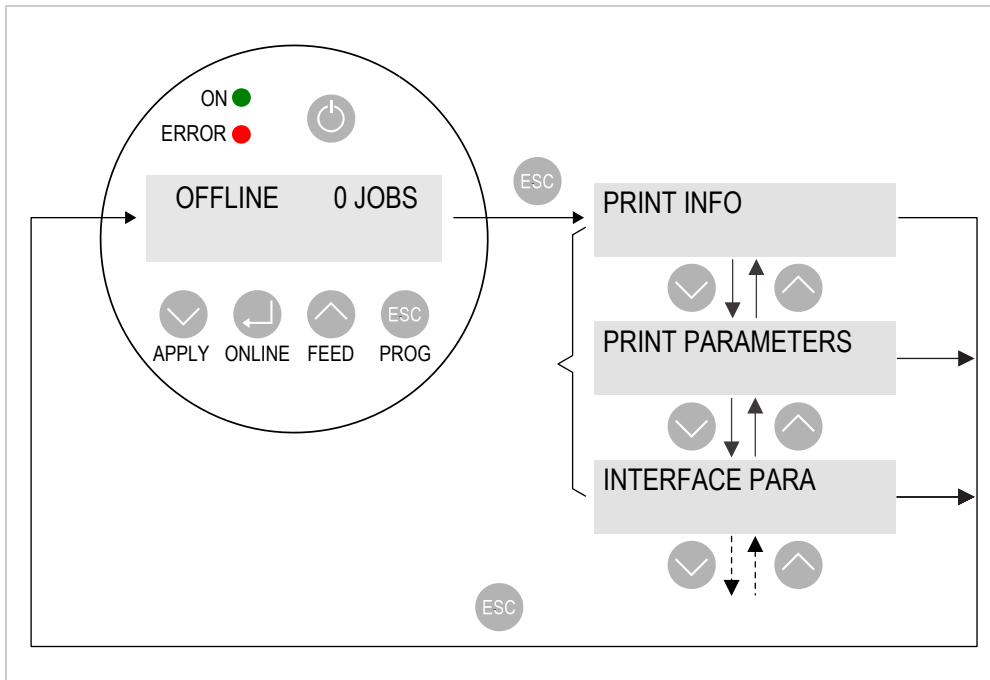 ON
ERROR
OFFLINE 0 JOBS
ESC
APPLY ONLINE FEED PROG
ESC
PRINT INFO
PRINT PARAMETERS
INTERFACE PARA
ESC